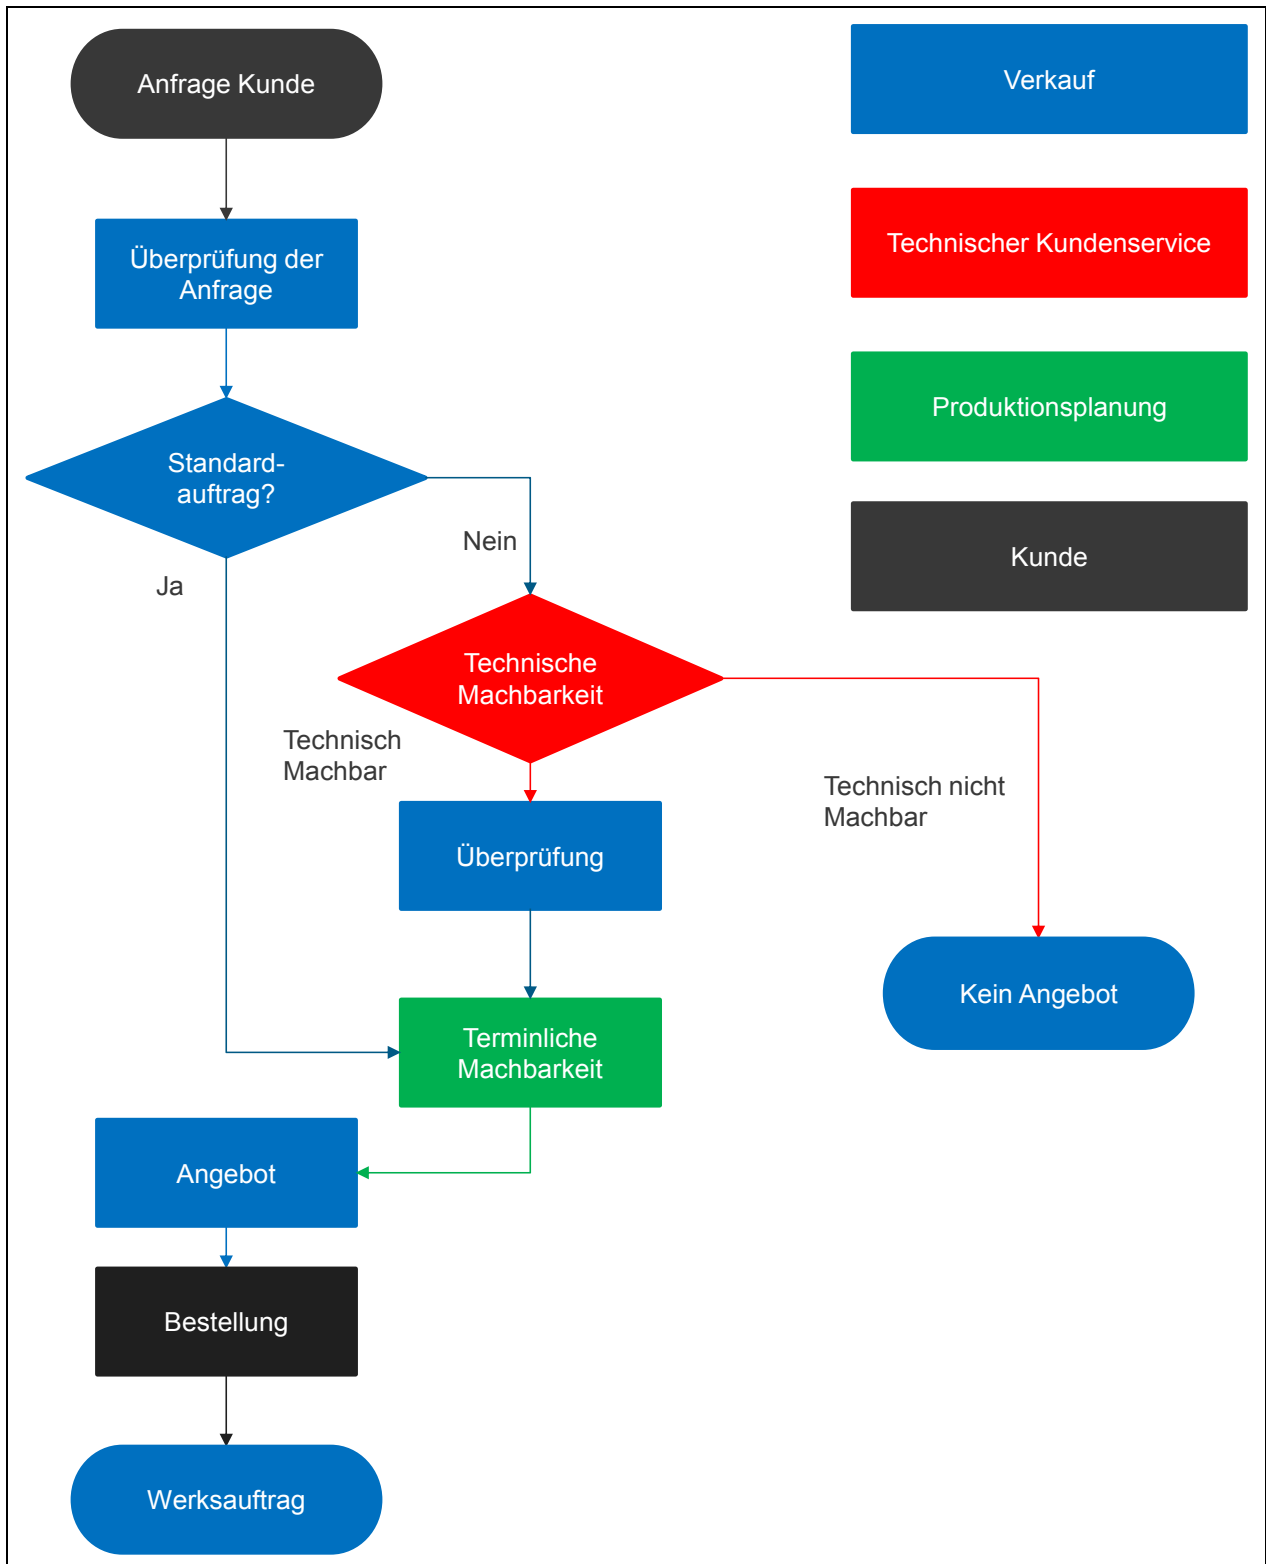 Anfrage Kunde
Verkauf
Überprüfung der
Anfrage
Technischer Kundenservice
Produktionsplanung
Standard-
auftrag?
Nein
Kunde
Ja
Technische
Machbarkeit
Technisch
Machbar
Technisch nicht
Machbar
Überprüfung
Kein Angebot
Terminliche
Machbarkeit
Angebot
Bestellung
Werksauftrag